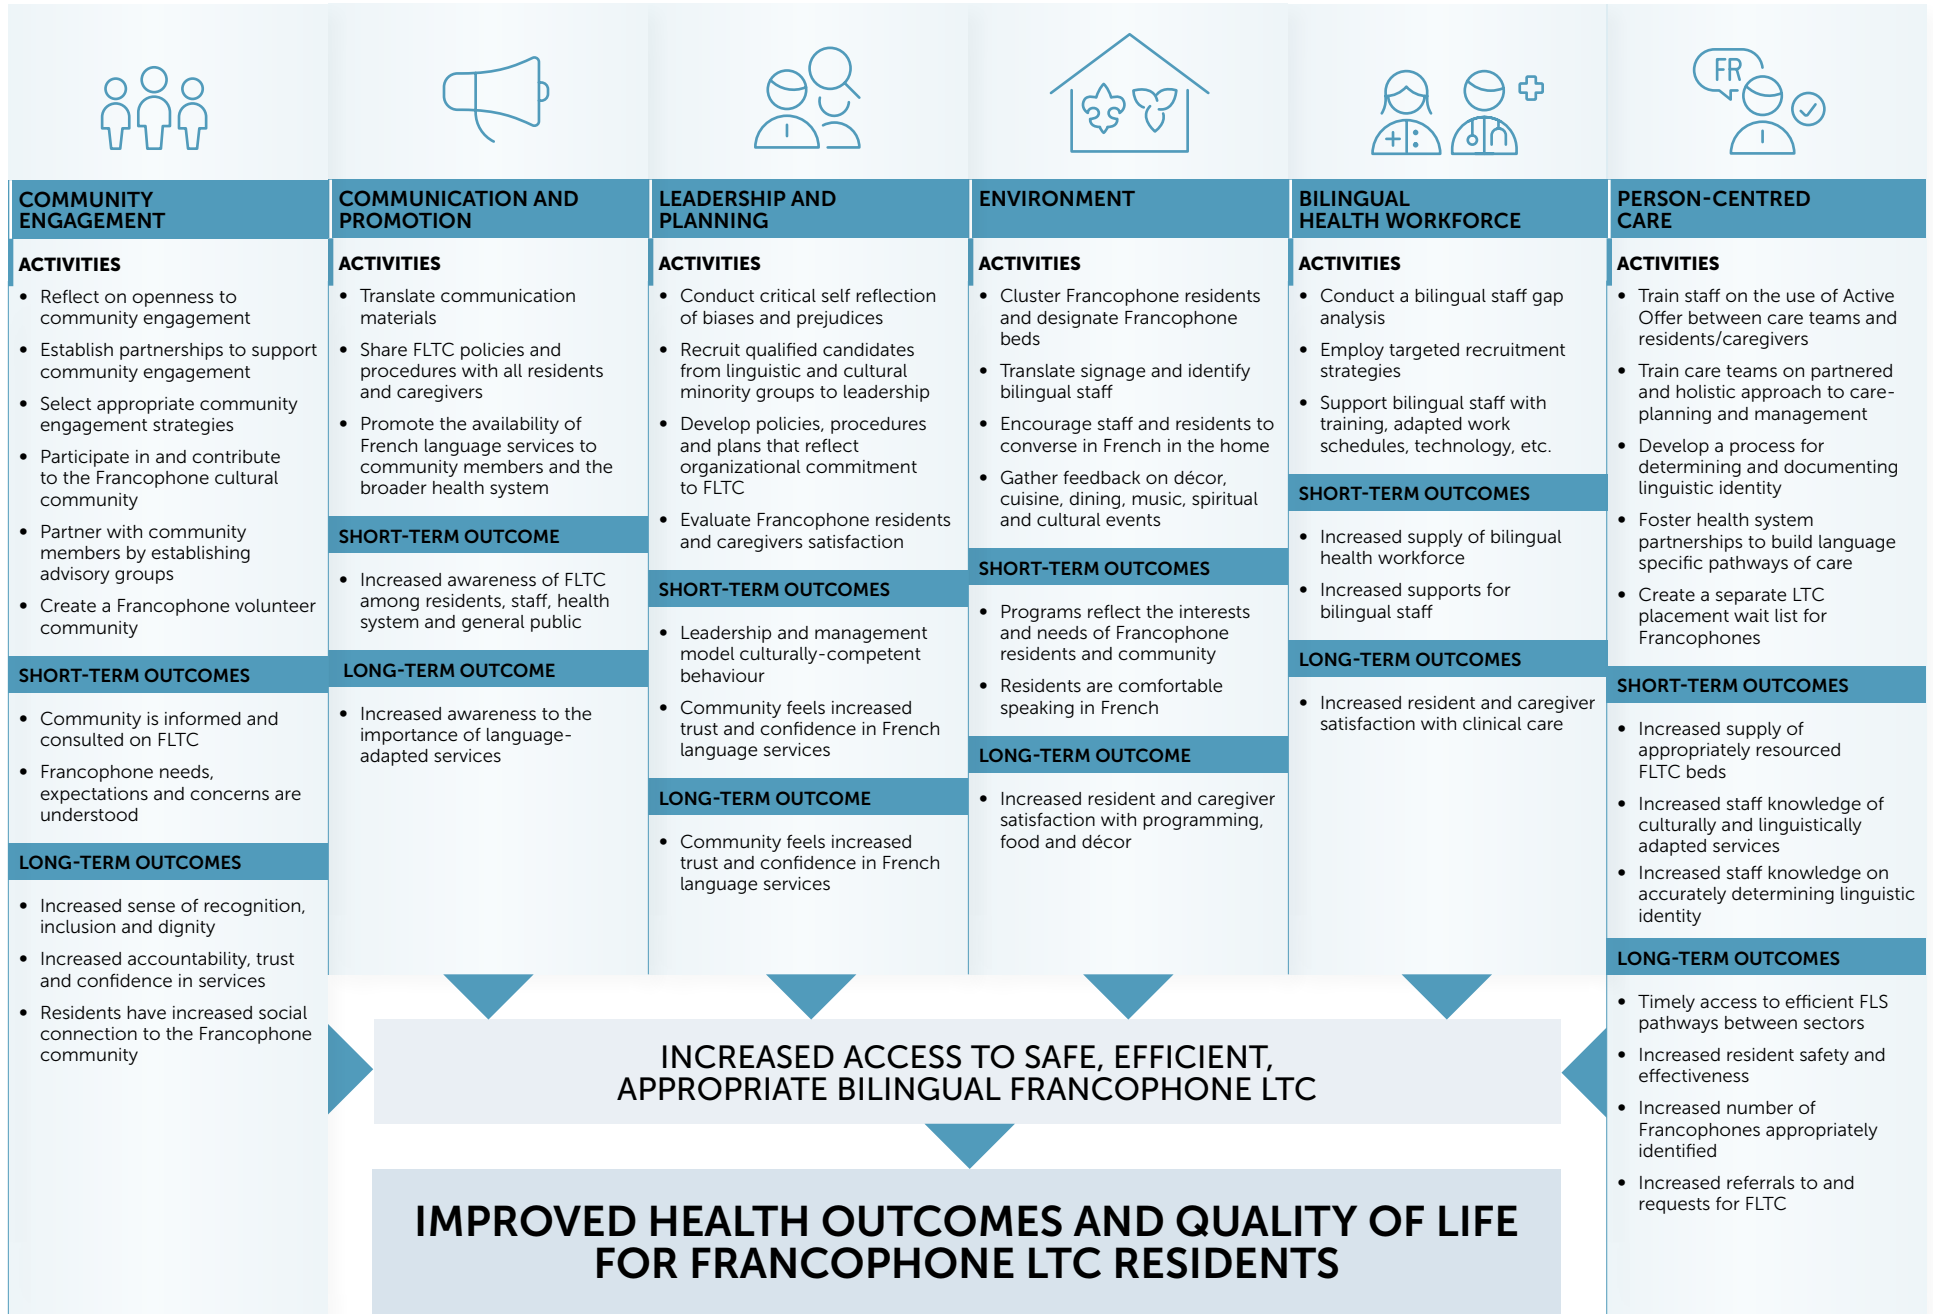 COMMUNITY
ENGAGEMENT
ACTIVITIES
• Reflect on openness to
community engagement
• Establish partnerships to support
community engagement
• Select appropriate community
engagement strategies
• Participate in and contribute
to the Francophone cultural
community
• Partner with community
members by establishing
advisory groups
• Create a Francophone volunteer
community
SHORT-TERM OUTCOMES
• Community is informed and
consulted on FLTC
• Francophone needs,
expectations and concerns are
understood
LONG-TERM OUTCOMES
• Increased sense of recognition,
inclusion and dignity
• Increased accountability, trust
and confidence in services
• Residents have increased social
connection to the Francophone
community
COMMUNICATION AND
PROMOTION
ACTIVITIES
• Translate communication
materials
• Share FLTC policies and
procedures with all residents
and caregivers
• Promote the availability of
French language services to
community members and the
broader health system
SHORT-TERM OUTCOME
• Increased awareness of FLTC
among residents, staff, health
system and general public
LONG-TERM OUTCOME
• Increased awareness to the
importance of language-
adapted services
LEADERSHIP AND
PLANNING
ACTIVITIES
• Conduct critical self reflection
of biases and prejudices
• Recruit qualified candidates
from linguistic and cultural
minority groups to leadership
• Develop policies, procedures
and plans that reflect
organizational commitment
to FLTC
• Evaluate Francophone residents
and caregivers satisfaction
SHORT-TERM OUTCOMES
• Leadership and management
model culturally-competent
behaviour
• Community feels increased
trust and confidence in French
language services
LONG-TERM OUTCOME
• Community feels increased
trust and confidence in French
language services
ENVIRONMENT
ACTIVITIES
• Cluster Francophone residents
and designate Francophone
beds
• Translate signage and identify
bilingual staff
• Encourage staff and residents to
converse in French in the home
• Gather feedback on décor,
cuisine, dining, music, spiritual
and cultural events
SHORT-TERM OUTCOMES
• Programs reflect the interests
and needs of Francophone
residents and community
• Residents are comfortable
speaking in French
LONG-TERM OUTCOME
• Increased resident and caregiver
satisfaction with programming,
food and décor
BILINGUAL
HEALTH WORKFORCE
ACTIVITIES
• Conduct a bilingual staff gap
analysis
• Employ targeted recruitment
strategies
• Support bilingual staff with
training, adapted work
schedules, technology, etc.
SHORT-TERM OUTCOMES
• Increased supply of bilingual
health workforce
• Increased supports for
bilingual staff
LONG-TERM OUTCOMES
• Increased resident and caregiver
satisfaction with clinical care
FR
PERSON-CENTRED
CARE
ACTIVITIES
• Train staff on the use of Active
Offer between care teams and
residents/caregivers
• Train care teams on partnered
and holistic approach to care-
planning and management
• Develop a process for
determining and documenting
linguistic identity
• Foster health system
partnerships to build language
specific pathways of care
• Create a separate LTC
placement wait list for
Francophones
SHORT-TERM OUTCOMES
• Increased supply of
appropriately resourced
FLTC beds
• Increased staff knowledge of
culturally and linguistically
adapted services
• Increased staff knowledge on
accurately determining linguistic
identity
LONG-TERM OUTCOMES
• Timely access to efficient FLS
pathways between sectors
• Increased resident safety and
effectiveness
• Increased number of
Francophones appropriately
identified
• Increased referrals to and
requests for FLTC
INCREASED ACCESS TO SAFE, EFFICIENT,
APPROPRIATE BILINGUAL FRANCOPHONE LTC
IMPROVED HEALTH OUTCOMES AND QUALITY OF LIFE
FOR FRANCOPHONE LTC RESIDENTS